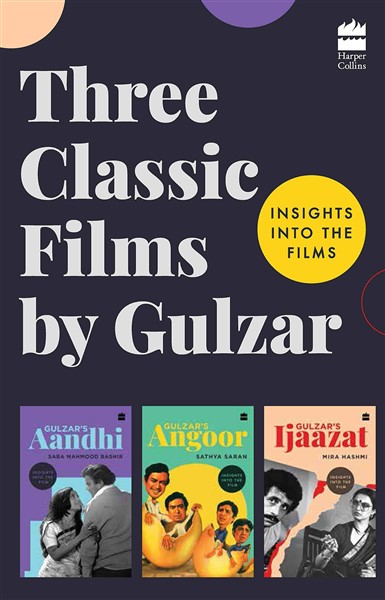 Harper
Collins
Three
Classic
Films
by Gulzar
INSIGHTS
INTO THE
FILMS
GULZAR'S
Aandhi
SABA MAHMOOD BASHIR
INSIGHTS
INTO THE
FILM
GULZAR'S
Angoor
SATHYA SARAN
INSIGHTS
INTO THE
FILM
GULZAR'S
Ijaazat
MIRA HASHMI
INSIGHTS
INTO THE
FILM